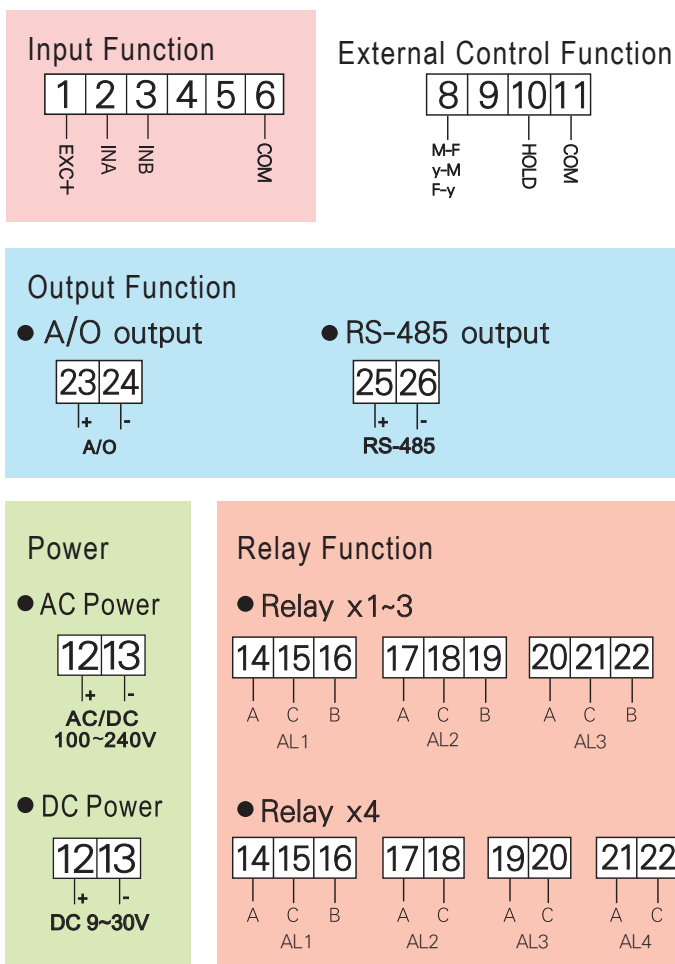 Input Function
1 2 3 4 5 6
EXC+ INA INB COM
External Control Function
8 9 10 11
M-F
y-M
F-y
HOLD COM
Output Function
● A/O output
23 24
+ -
A/O
● RS-485 output
25 26
+ -
RS-485
Power
● AC Power
12 13
+ -
AC/DC
100~240V
● DC Power
12 13
+ -
DC 9~30V
Relay Function
● Relay x1~3
14 15 16 17 18 19 20 21 22
A C B A C B A C B
AL1 AL2 AL3
● Relay x4
14 15 16 17 18 19 20 21 22
A C B A C A C A C
AL1 AL2 AL3 AL4